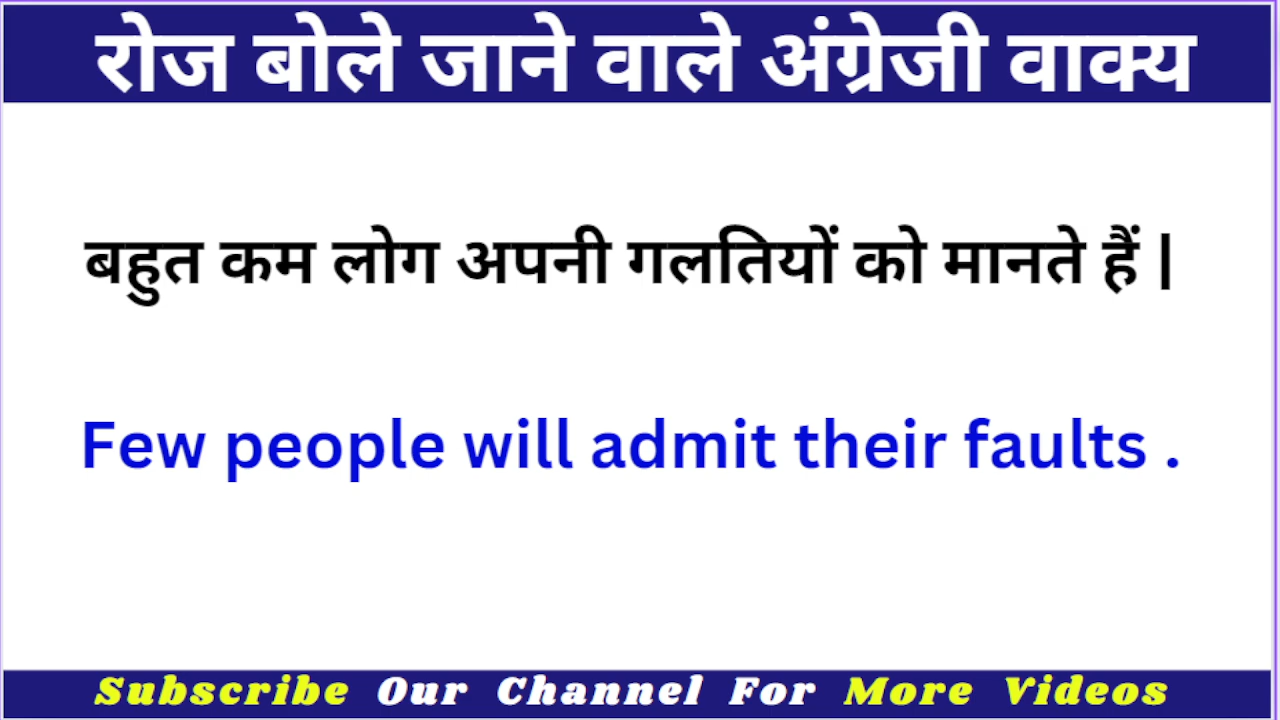 रोज बोले जाने वाले अंग्रेजी वाक्य
बहुत कम लोग अपनी गलतियों को मानते हैं |
Few people will admit their faults .
Subscribe Our Channel For More Videos